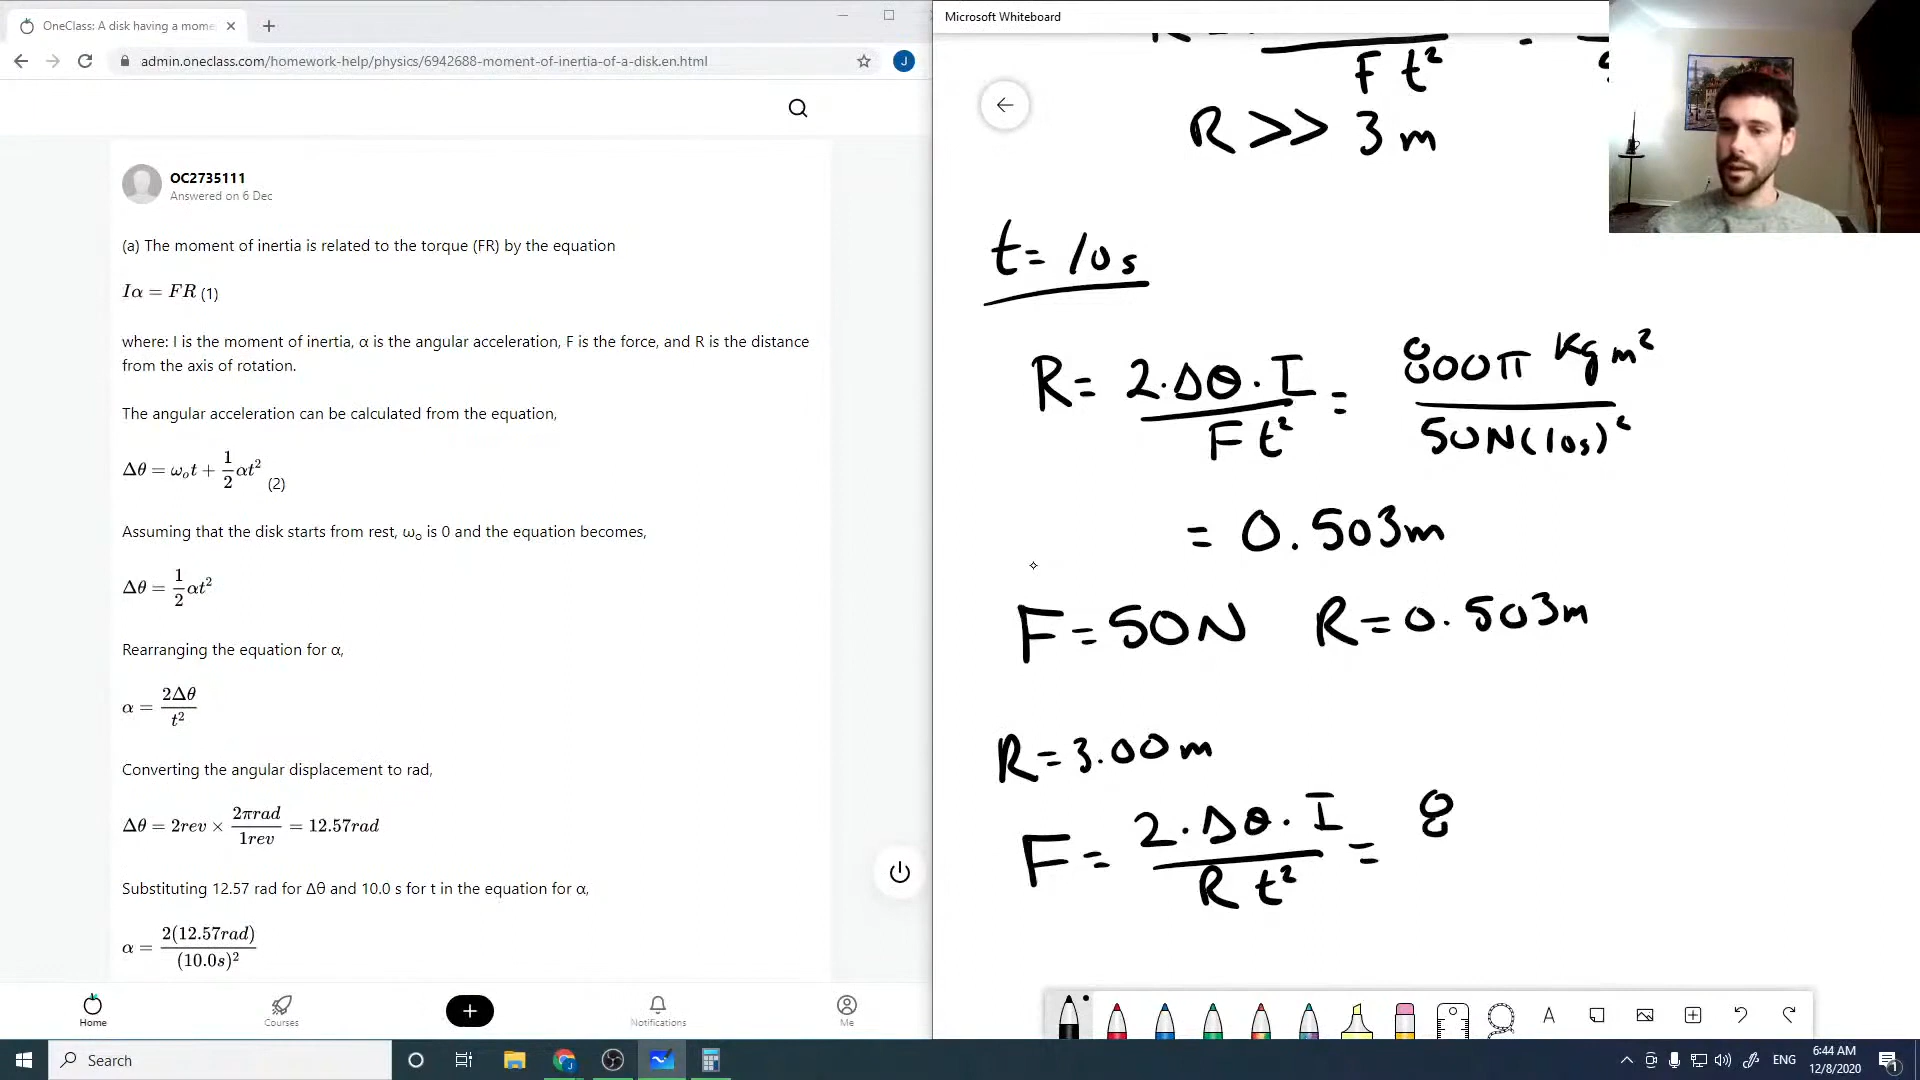 OneClass: A disk having a mome
admin.oneclass.com/homework-help/physics/6942688-moment-of-inertia-of-a-disk.en.html
J
OC2735111
Answered on 6 Dec
(a) The moment of inertia is related to the torque (FR) by the equation
Iα = FR (1)
where: I is the moment of inertia, α is the angular acceleration, F is the force, and R is the distance
from the axis of rotation.
The angular acceleration can be calculated from the equation,
Δθ = ωₒt + 1/2 αt² (2)
Assuming that the disk starts from rest, ωₒ is 0 and the equation becomes,
Δθ = 1/2 αt²
Rearranging the equation for α,
α = 2Δθ/t²
Converting the angular displacement to rad,
Δθ = 2rev × 2πrad/1rev = 12.57rad
Substituting 12.57 rad for Δθ and 10.0 s for t in the equation for α,
α = 2(12.57rad)/(10.0s)²
Home
Courses
Notifications
Me
Microsoft Whiteboard
F t²
R >> 3 m
t = 10s
R = 2·Δθ·I/F t² = 800π Kg m²/50N(10s)²
= 0.503m
F = 50N R = 0.503m
R = 3.00 m
F = 2·Δθ·I/R t² = 8
Search
ENG
6:44 AM
12/8/2020
1